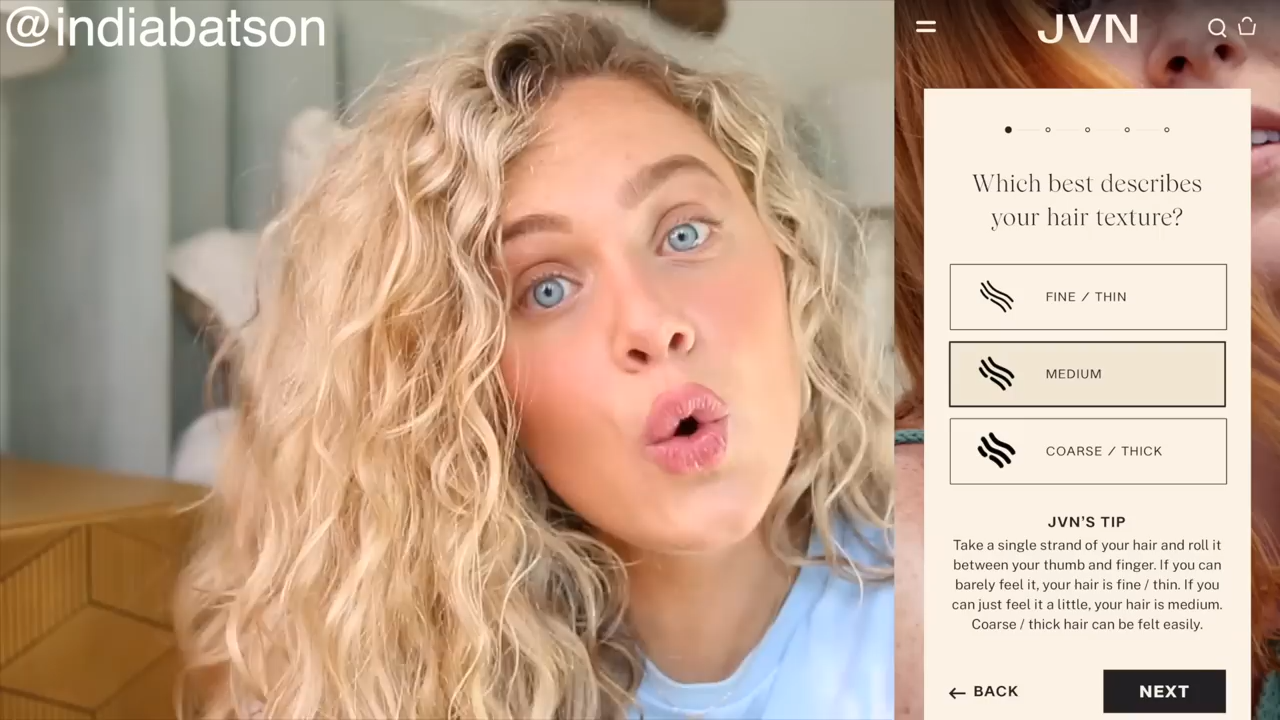 @indiabatson
JVN
Which best describes
your hair texture?
FINE / THIN
MEDIUM
COARSE / THICK
JVN'S TIP
Take a single strand of your hair and roll it
between your thumb and finger. If you can
barely feel it, your hair is fine / thin. If you
can just feel it a little, your hair is medium.
Coarse / thick hair can be felt easily.
← BACK
NEXT